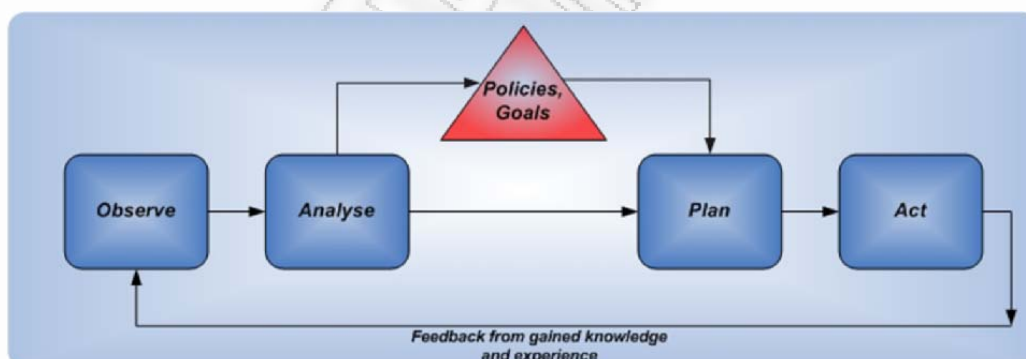 Policies,
Goals
Observe
Analyse
Plan
Act
Feedback from gained knowledge
and experience